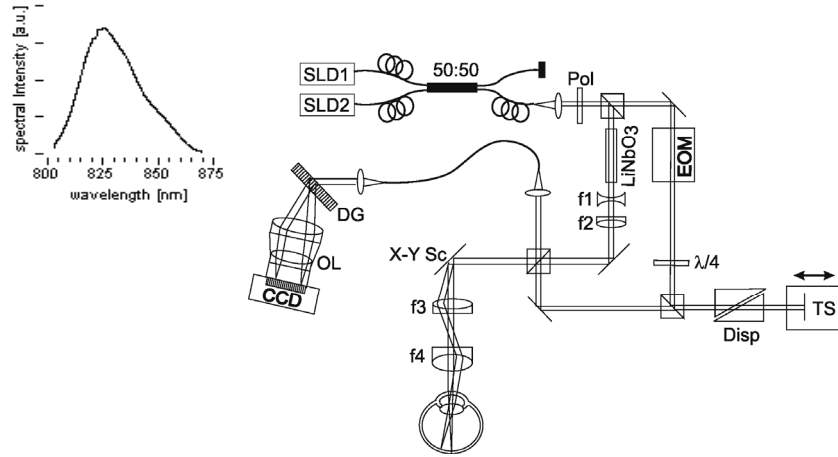 spectral Intensity [a.u.]
800 825 850 875
wavelength [nm]
SLD1
SLD2
50:50
Pol
LiNbO3
EOM
DG
f1
f2
OL
CCD
X-Y Sc
λ/4
f3
f4
Disp
TS